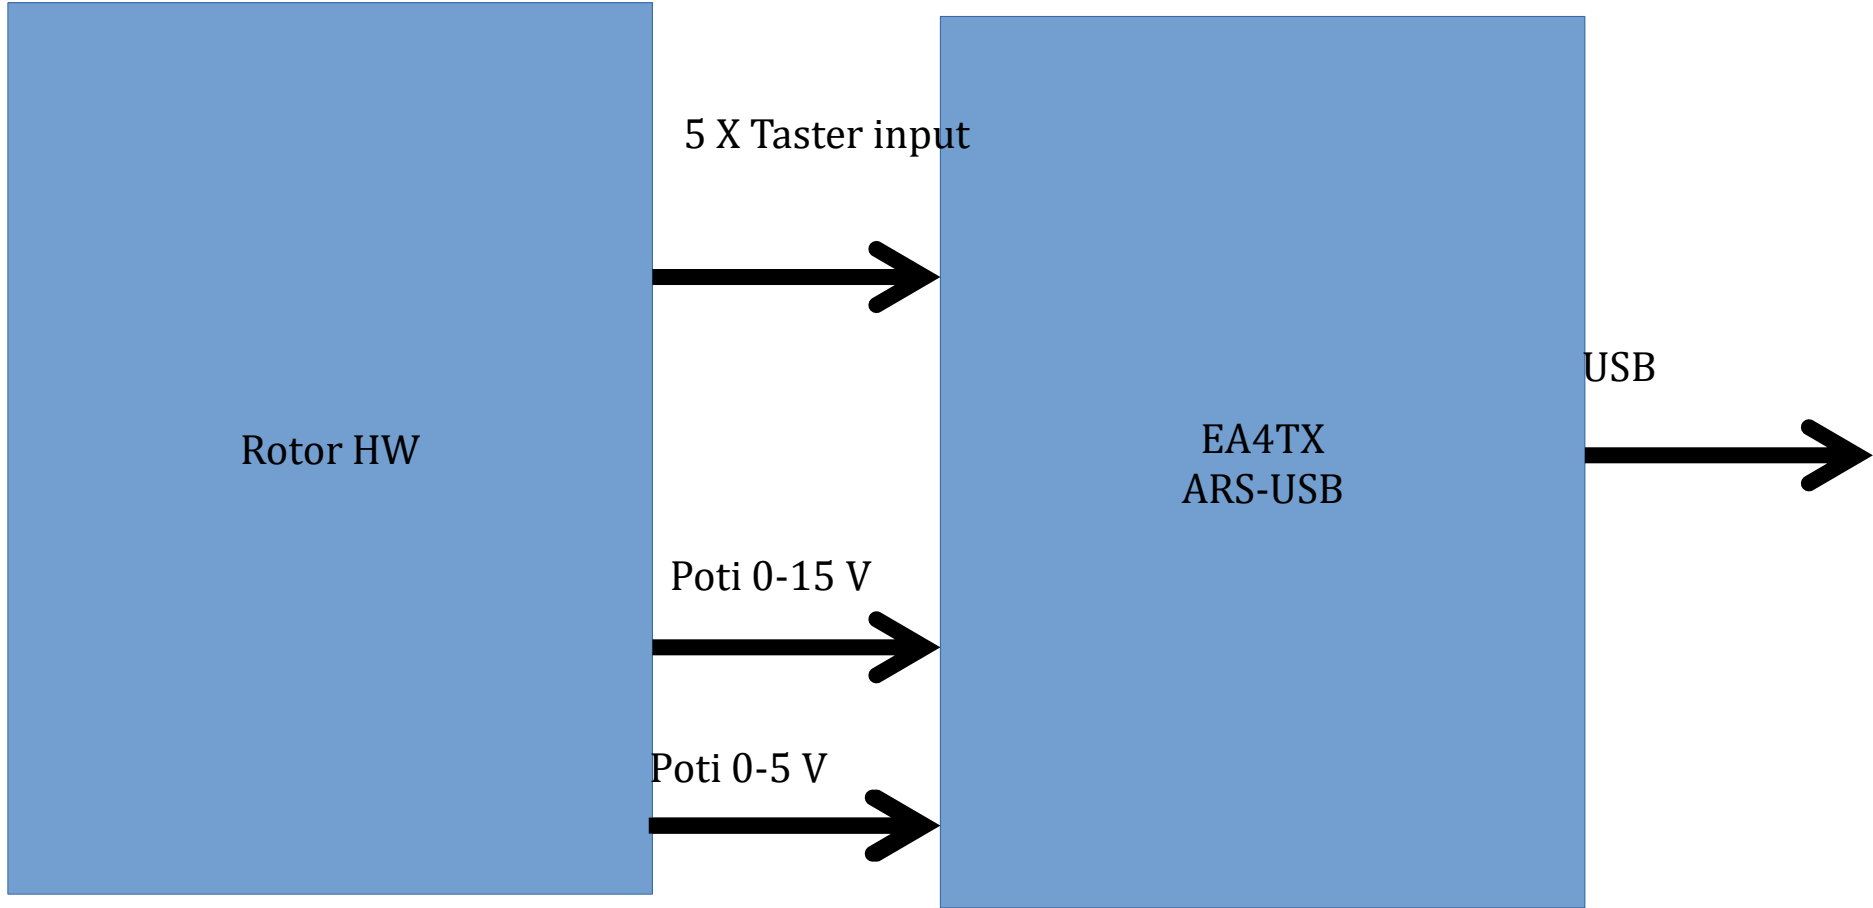 5 X Taster input
USB
Rotor HW
EA4TX
ARS-USB
Poti 0-15 V
Poti 0-5 V